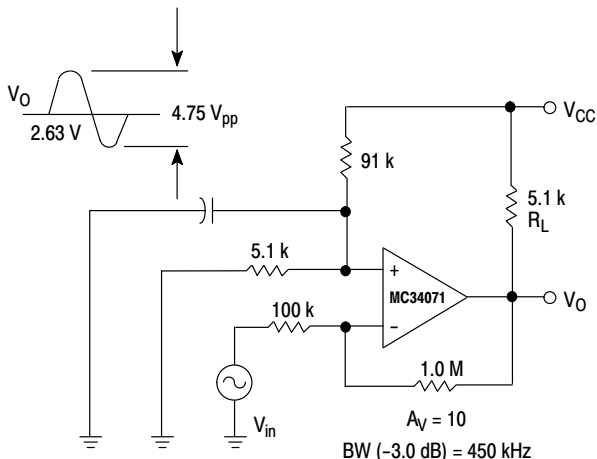 V_O
2.63 V
4.75 V_pp
V_CC
91 k
5.1 k
R_L
5.1 k
+
MC34071
−
V_O
100 k
1.0 M
V_in
A_V = 10
BW (−3.0 dB) = 450 kHz